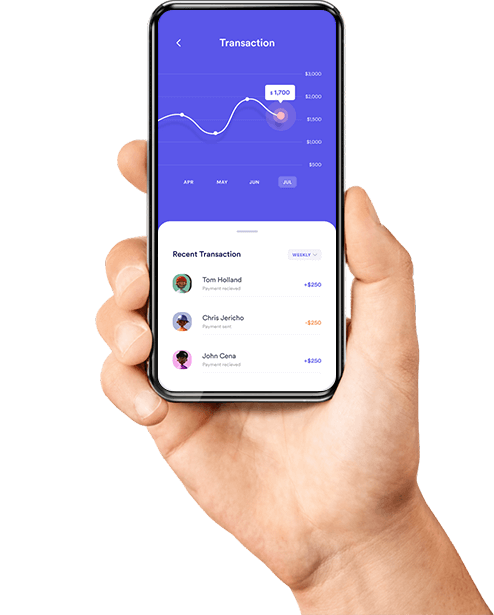 Transaction
$3,000
$ 1,700
$2,000
$1,500
$1,000
$500
APR MAY JUN JUL
Recent Transaction WEEKLY
Tom Holland
Payment recieved
+$250
Chris Jericho
Payment sent
-$250
John Cena
Payment recieved
+$250